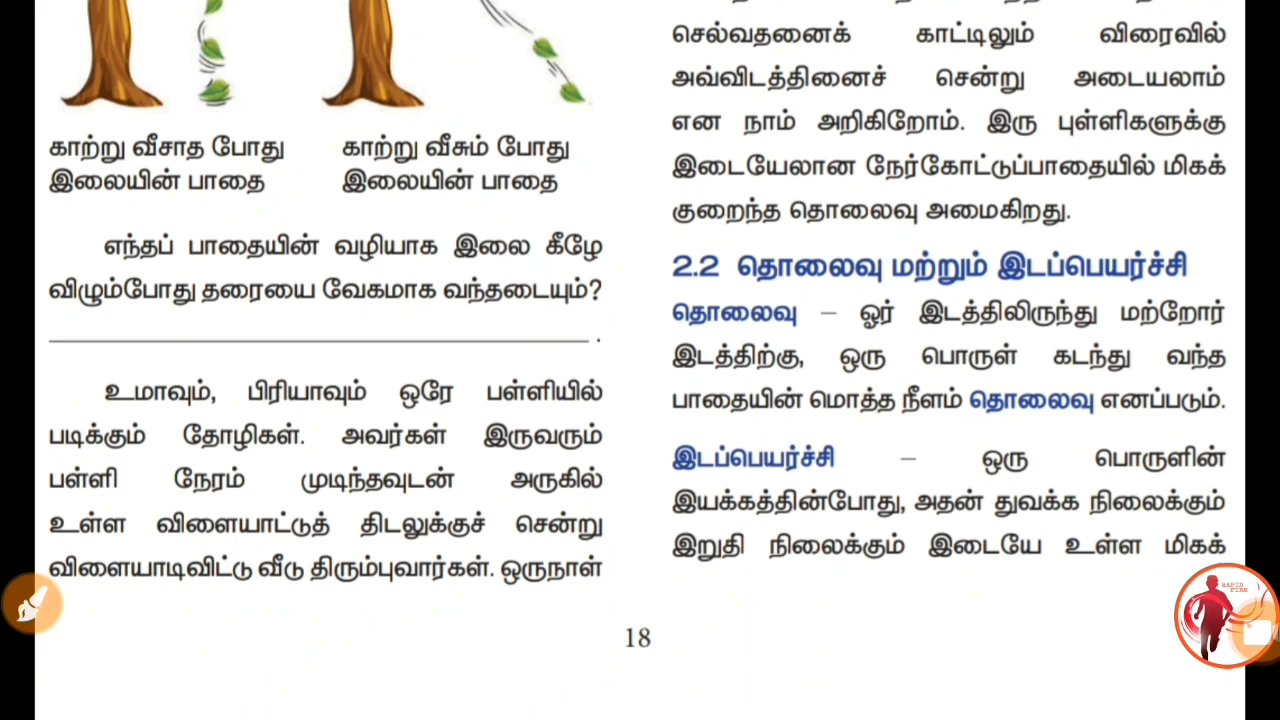 காற்று வீசாத போது
இலையின் பாதை
காற்று வீசும் போது
இலையின் பாதை
எந்தப் பாதையின் வழியாக இலை கீழே
விழும்போது தரையை வேகமாக வந்தடையும்?
______________________________ .
உமாவும், பிரியாவும் ஒரே பள்ளியில்
படிக்கும் தோழிகள். அவர்கள் இருவரும்
பள்ளி நேரம் முடிந்தவுடன் அருகில்
உள்ள விளையாட்டுத் திடலுக்குச் சென்று
விளையாடிவிட்டு வீடு திரும்புவார்கள். ஒருநாள்
செல்வதனைக் காட்டிலும் விரைவில்
அவ்விடத்தினைச் சென்று அடையலாம்
என நாம் அறிகிறோம். இரு புள்ளிகளுக்கு
இடையேலான நேர்கோட்டுப்பாதையில் மிகக்
குறைந்த தொலைவு அமைகிறது.
2.2 தொலைவு மற்றும் இடப்பெயர்ச்சி
தொலைவு – ஓர் இடத்திலிருந்து மற்றோர்
இடத்திற்கு, ஒரு பொருள் கடந்து வந்த
பாதையின் மொத்த நீளம் தொலைவு எனப்படும்.
இடப்பெயர்ச்சி – ஒரு பொருளின்
இயக்கத்தின்போது, அதன் துவக்க நிலைக்கும்
இறுதி நிலைக்கும் இடையே உள்ள மிகக்
18
RAPID
FIRE